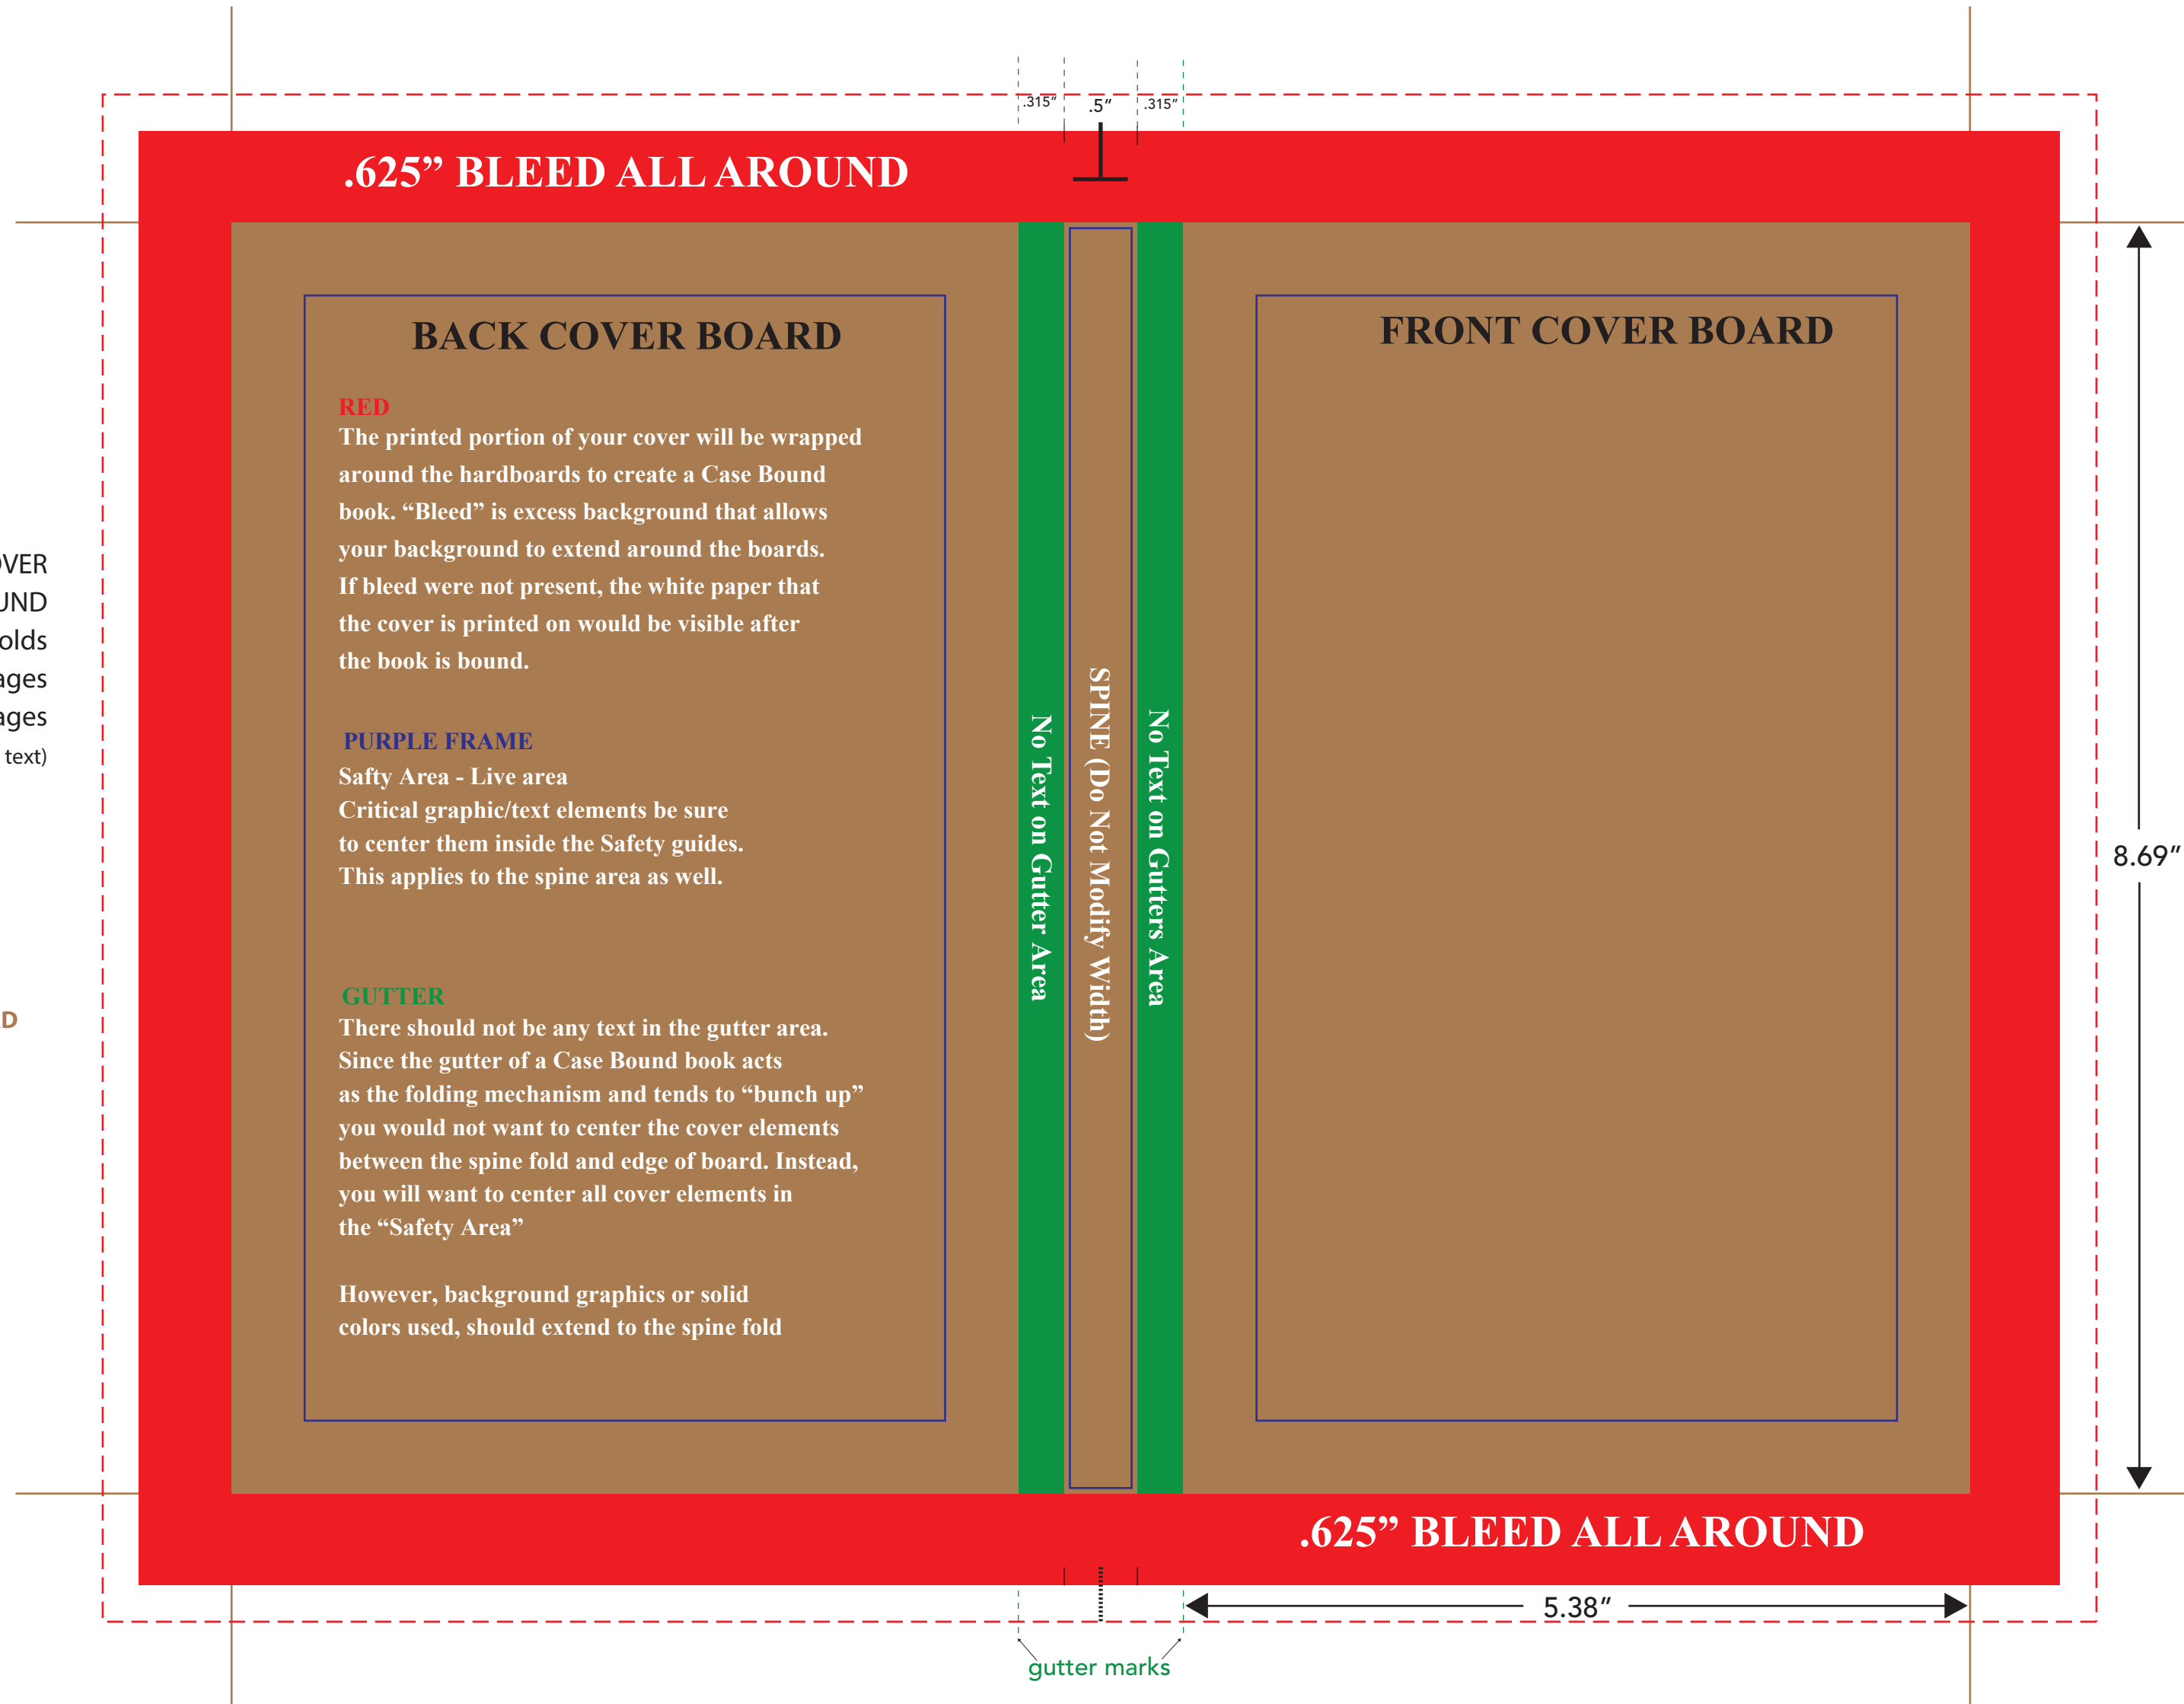 .315” .5” .315”
.625” BLEED ALL AROUND
BACK COVER BOARD
RED
The printed portion of your cover will be wrapped
around the hardboards to create a Case Bound
book. “Bleed” is excess background that allows
your background to extend around the boards.
If bleed were not present, the white paper that
the cover is printed on would be visible after
the book is bound.
PURPLE FRAME
Safty Area - Live area
Critical graphic/text elements be sure
to center them inside the Safety guides.
This applies to the spine area as well.
GUTTER
There should not be any text in the gutter area.
Since the gutter of a Case Bound book acts
as the folding mechanism and tends to “bunch up”
you would not want to center the cover elements
between the spine fold and edge of board. Instead,
you will want to center all cover elements in
the “Safety Area”
However, background graphics or solid
colors used, should extend to the spine fold
No Text on Gutter Area
SPINE (Do Not Modify Width)
No Text on Gutters Area
FRONT COVER BOARD
8.69”
.625” BLEED ALL AROUND
5.38”
gutter marks
text)